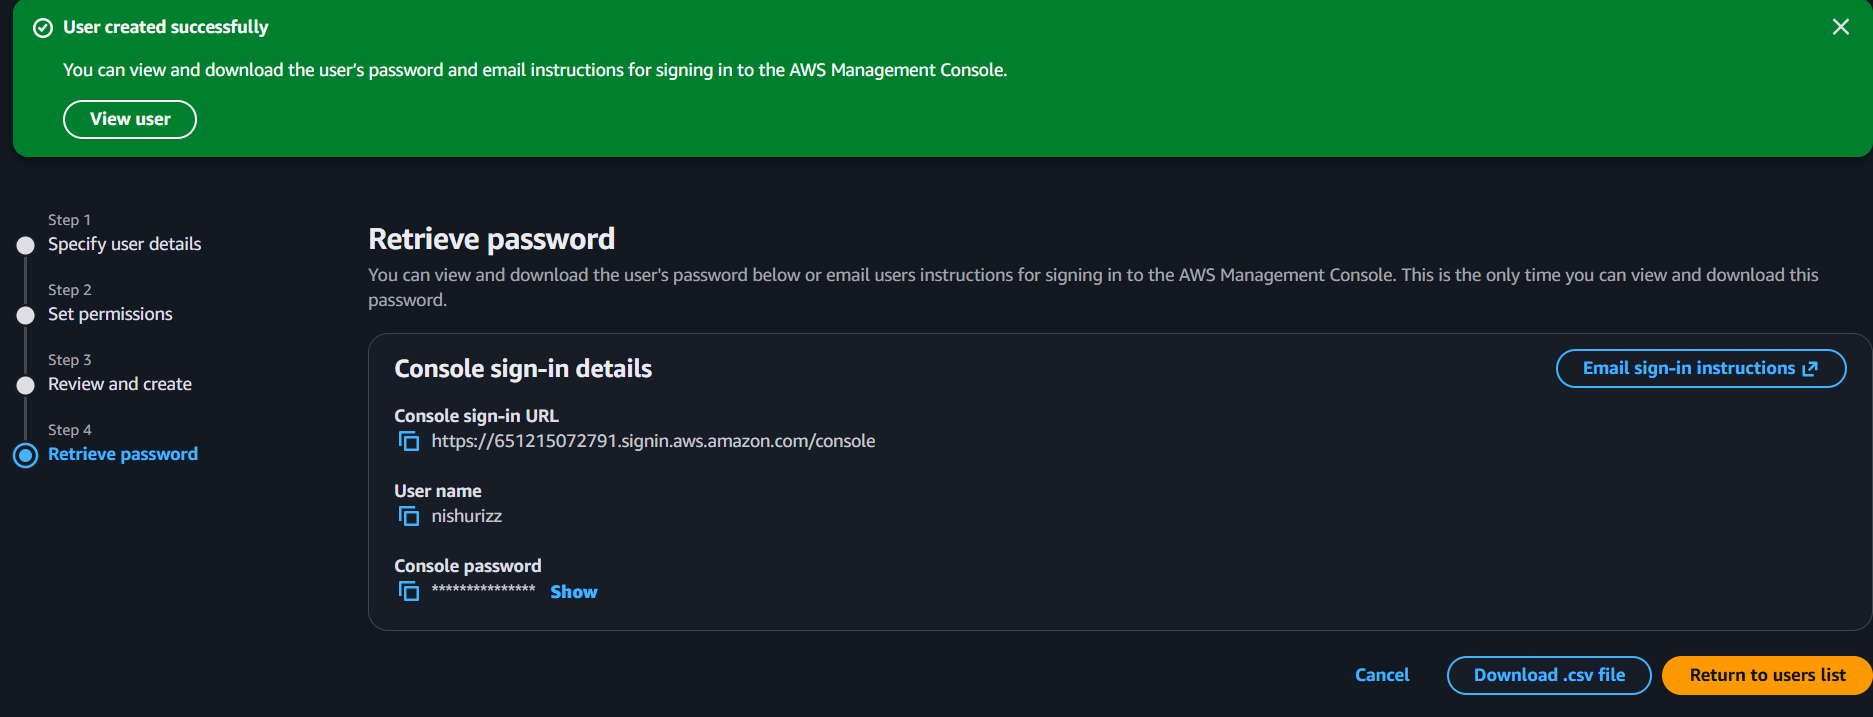 User created successfully
You can view and download the user's password and email instructions for signing in to the AWS Management Console.
View user
Step 1
Specify user details
Step 2
Set permissions
Step 3
Review and create
Step 4
Retrieve password
Retrieve password
You can view and download the user's password below or email users instructions for signing in to the AWS Management Console. This is the only time you can view and download this
password.
Console sign-in details
Email sign-in instructions
Console sign-in URL
https://651215072791.signin.aws.amazon.com/console
User name
nishurizz
Console password
*************** Show
Cancel
Download .csv file
Return to users list